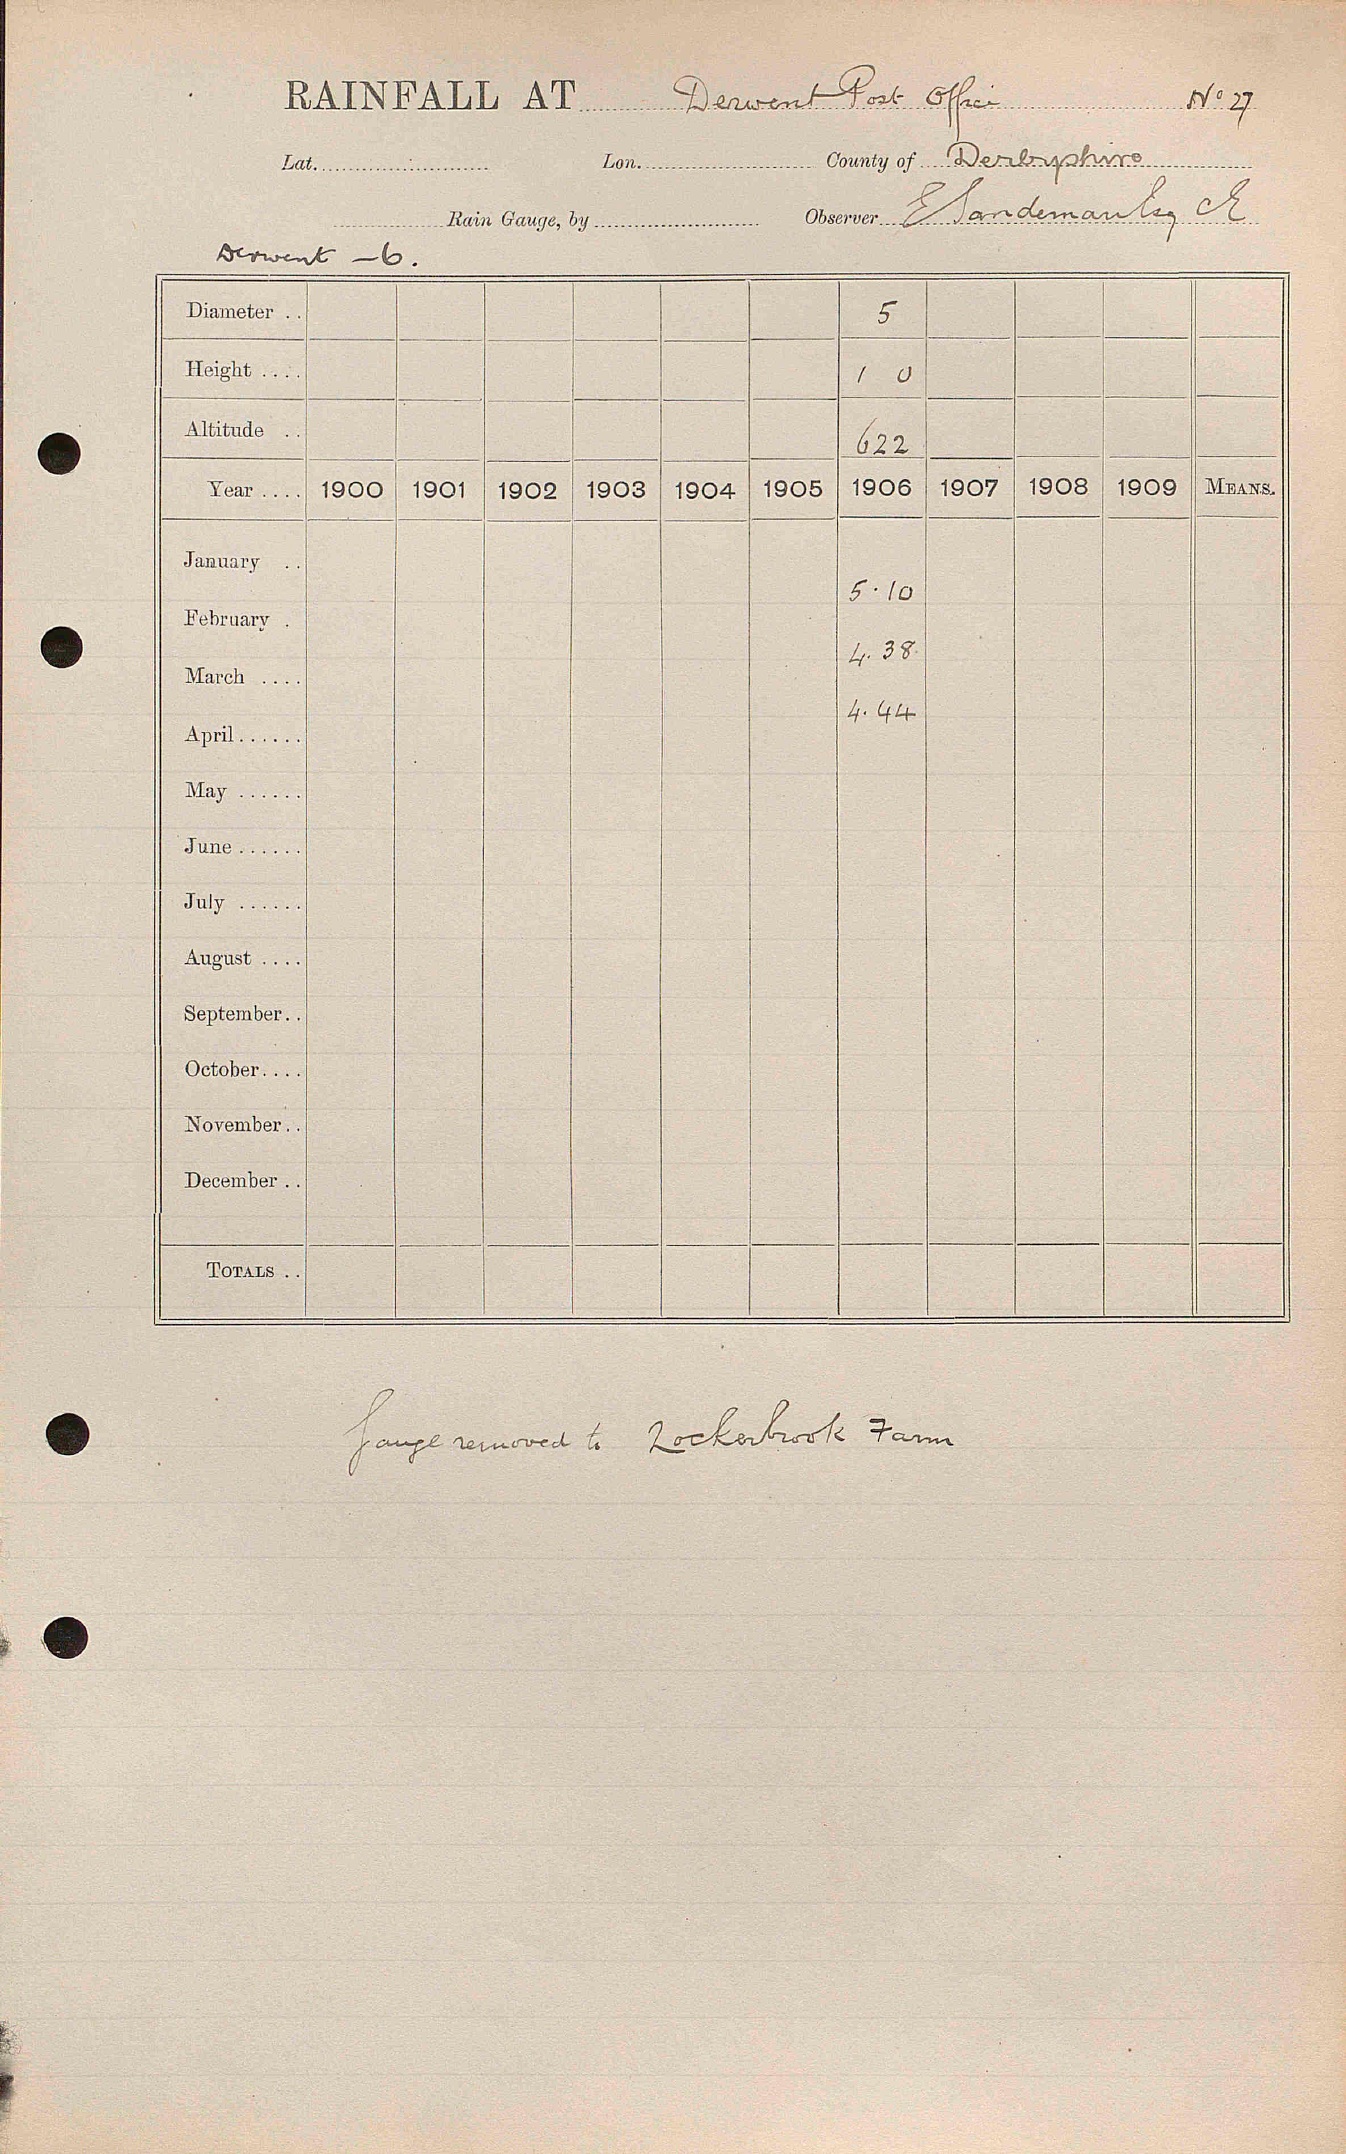 RAINFALL AT Derwent Post Office No 27
Lat. Lon. County of Derbyshire
Rain Gauge, by Observer E Sandeman Esq CE
Derwent - 6.
Diameter .. 5
Height .... 1 0
Altitude .. 622
Year .... 1900 1901 1902 1903 1904 1905 1906 1907 1908 1909 MEANS.
January ..
5.10
February .
4.38
March ....
4.44
April......
May ......
June ......
July ......
August ....
September..
October....
November..
December ..
TOTALS ..
Gauge removed to Lockerbrook Farm